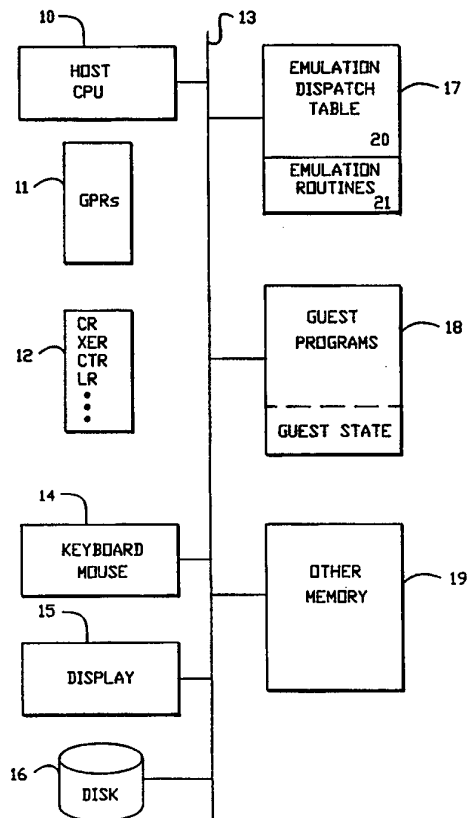 10
13
HOST
CPU
EMULATION
DISPATCH
TABLE
20
17
EMULATION
ROUTINES
21
11
GPRs
12
CR
XER
CTR
LR
GUEST
PROGRAMS
18
GUEST STATE
14
KEYBOARD
MOUSE
OTHER
MEMORY
19
15
DISPLAY
16
DISK